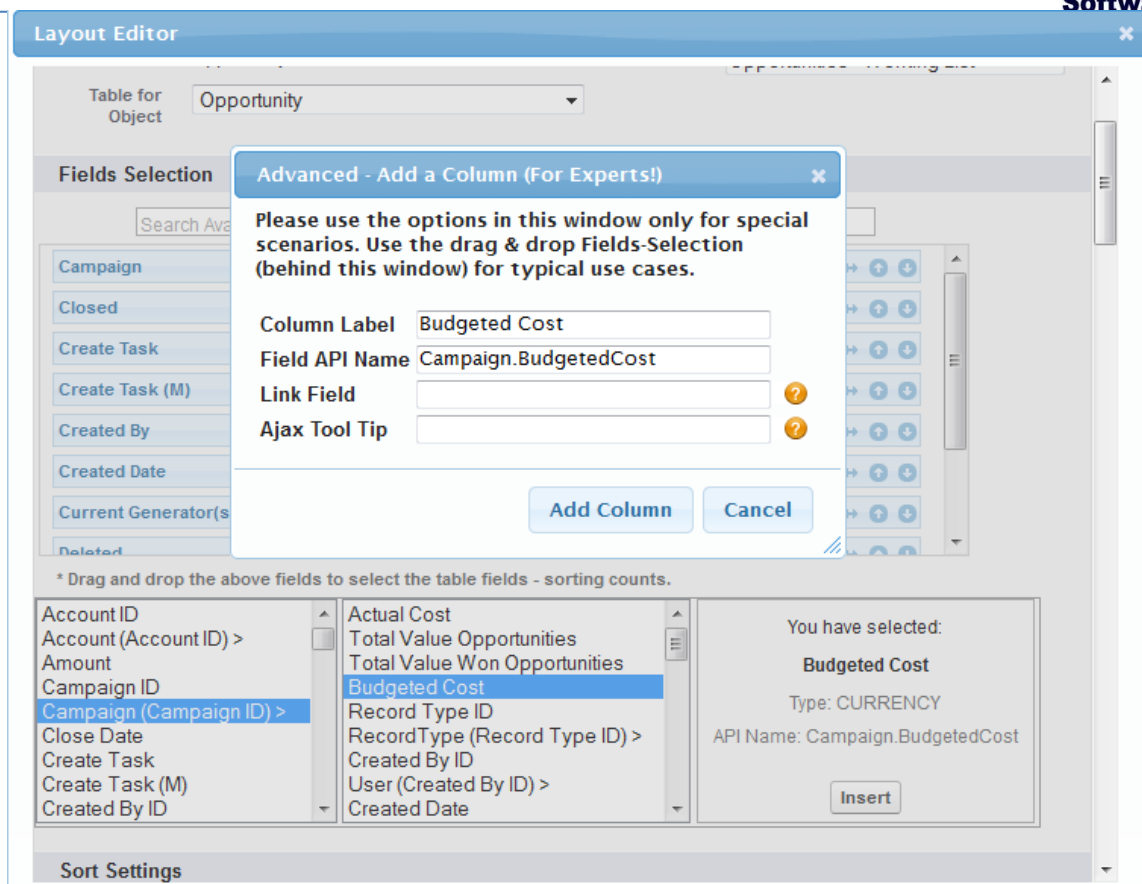 Softw
Layout Editor
Table for
Object
Opportunity
Fields Selection
Search Ava
Campaign
Closed
Create Task
Create Task (M)
Created By
Created Date
Current Generator(s
Deleted
Advanced - Add a Column (For Experts!)
Please use the options in this window only for special
scenarios. Use the drag & drop Fields-Selection
(behind this window) for typical use cases.
Column Label
Budgeted Cost
Field API Name
Campaign.BudgetedCost
Link Field
?
Ajax Tool Tip
?
Add Column
Cancel
* Drag and drop the above fields to select the table fields - sorting counts.
Account ID
Account (Account ID) >
Amount
Campaign ID
Campaign (Campaign ID) >
Close Date
Create Task
Create Task (M)
Created By ID
Actual Cost
Total Value Opportunities
Total Value Won Opportunities
Budgeted Cost
Record Type ID
RecordType (Record Type ID) >
Created By ID
User (Created By ID) >
Created Date
You have selected:
Budgeted Cost
Type: CURRENCY
API Name: Campaign.BudgetedCost
Insert
Sort Settings